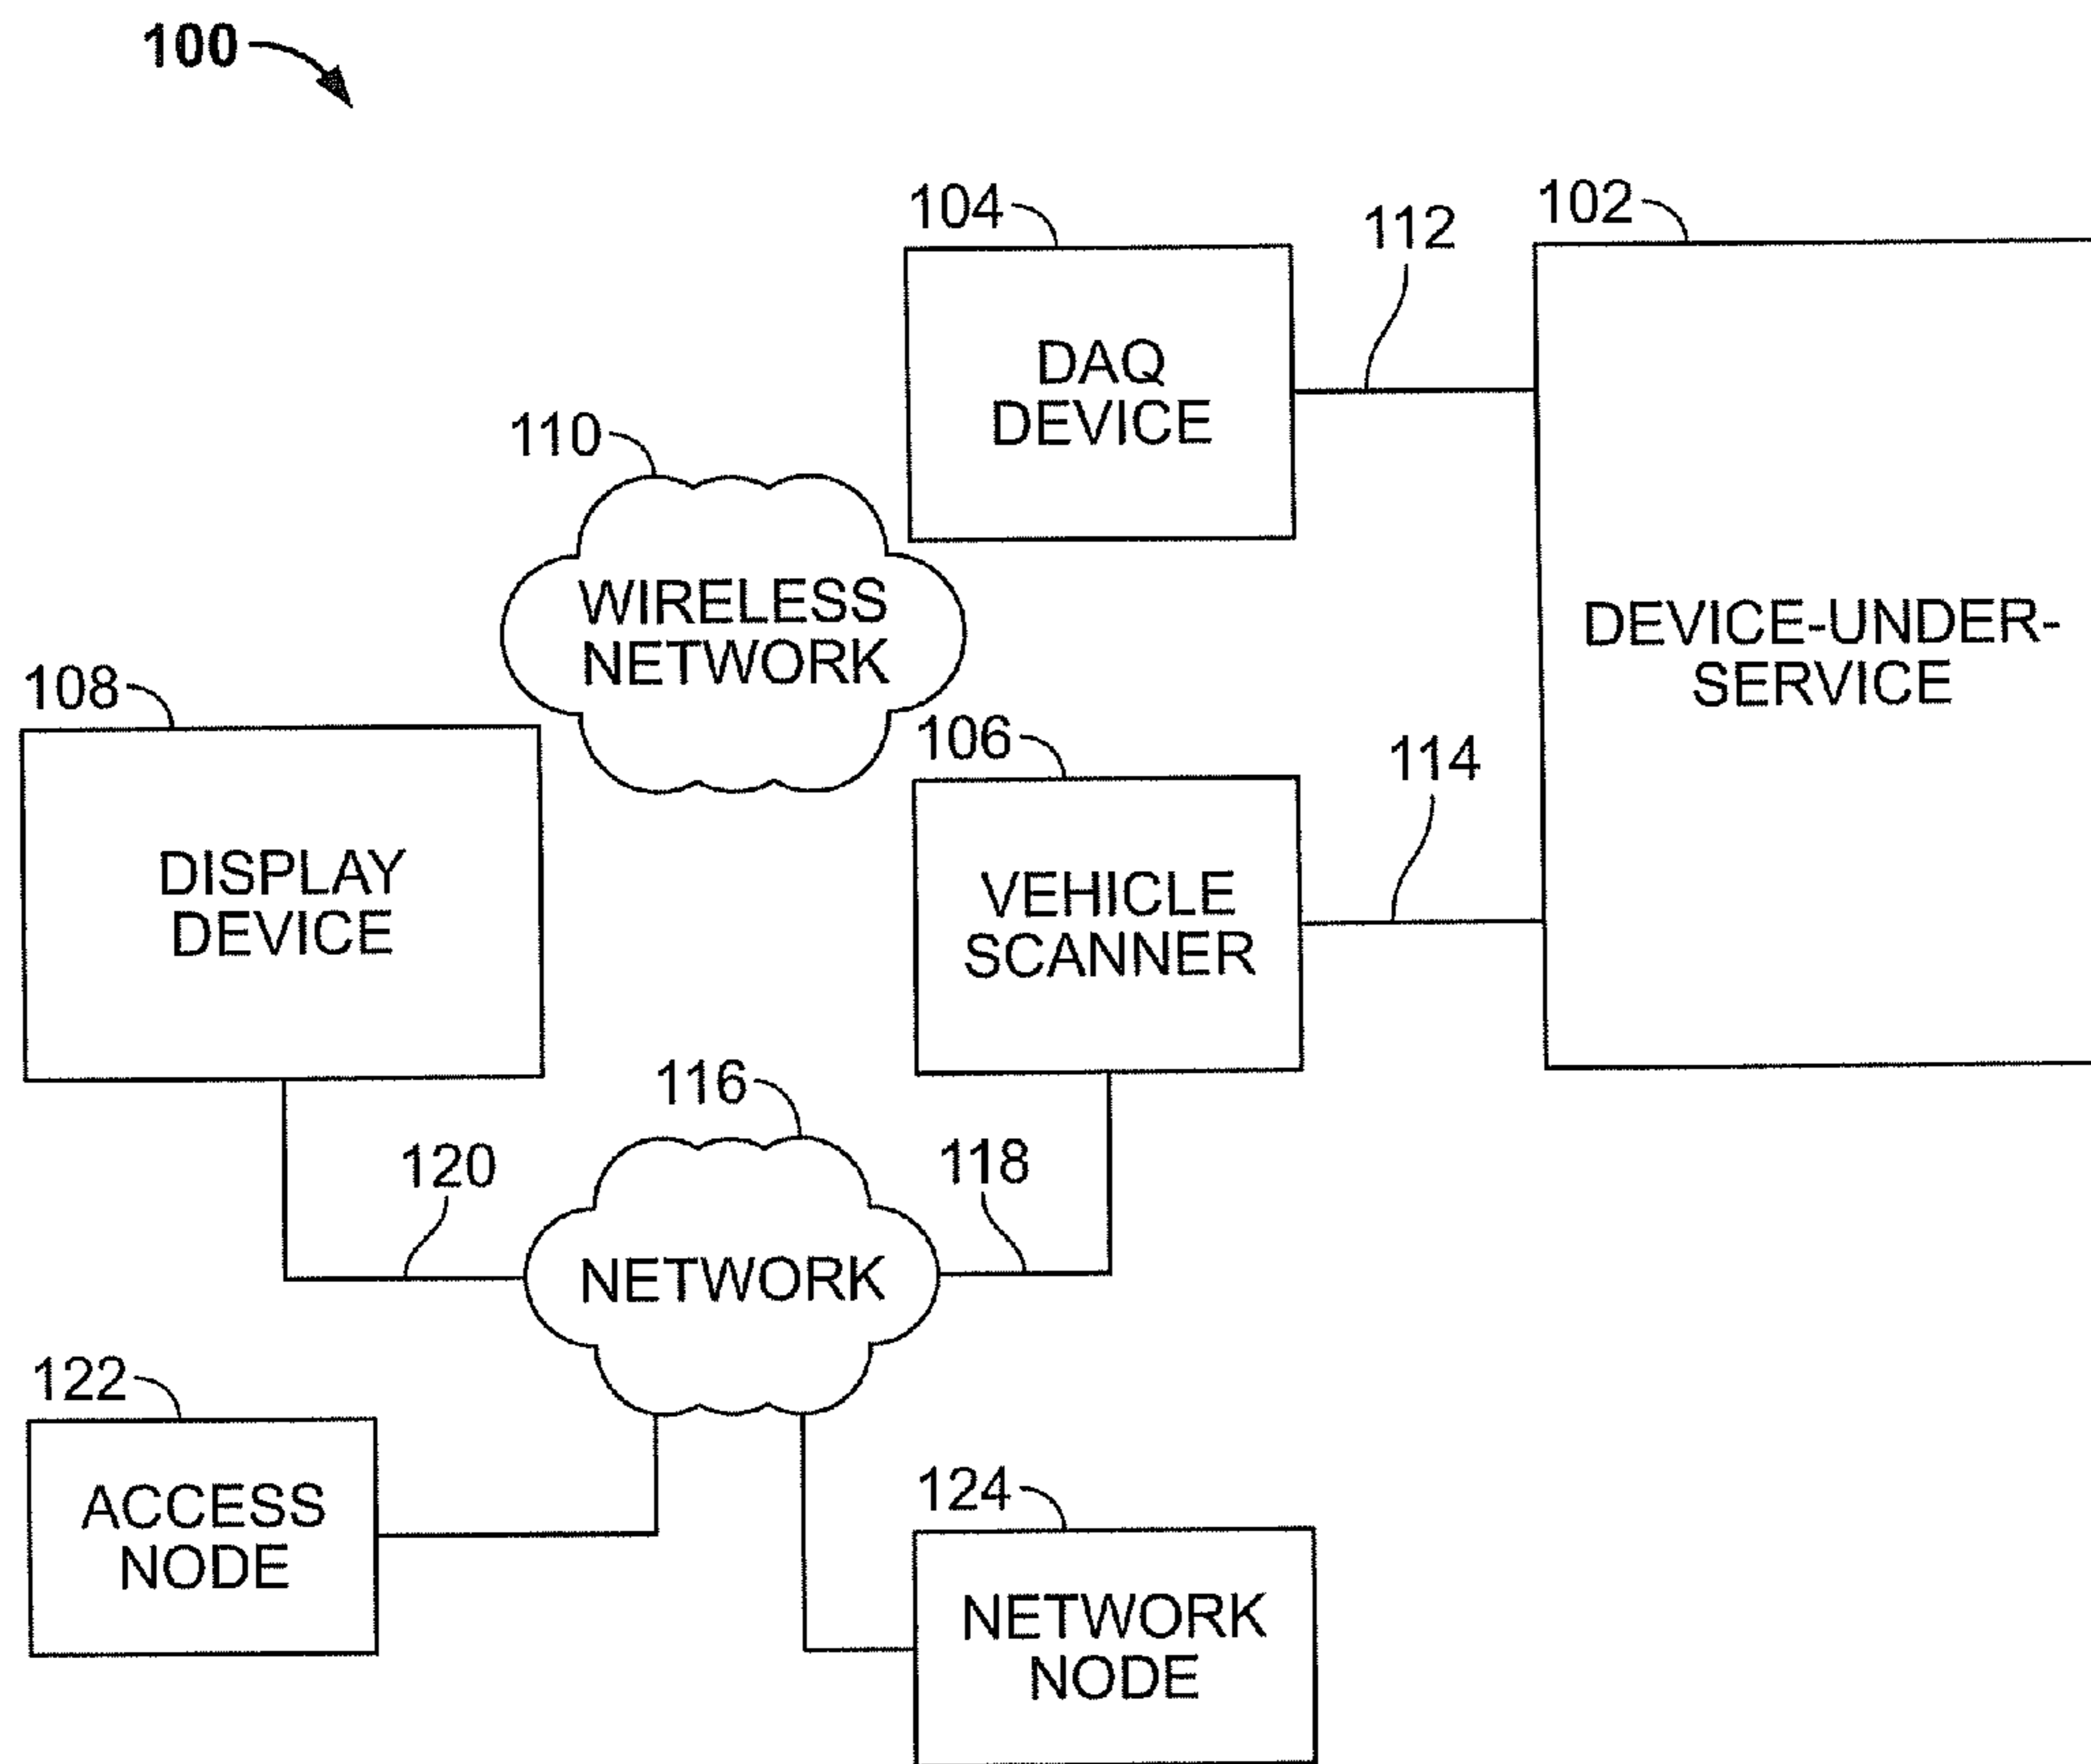 100
104
112
102
DAQ
DEVICE
110
WIRELESS
NETWORK
DEVICE-UNDER-
SERVICE
108
106
114
DISPLAY
DEVICE
VEHICLE
SCANNER
116
120
118
NETWORK
122
ACCESS
NODE
124
NETWORK
NODE